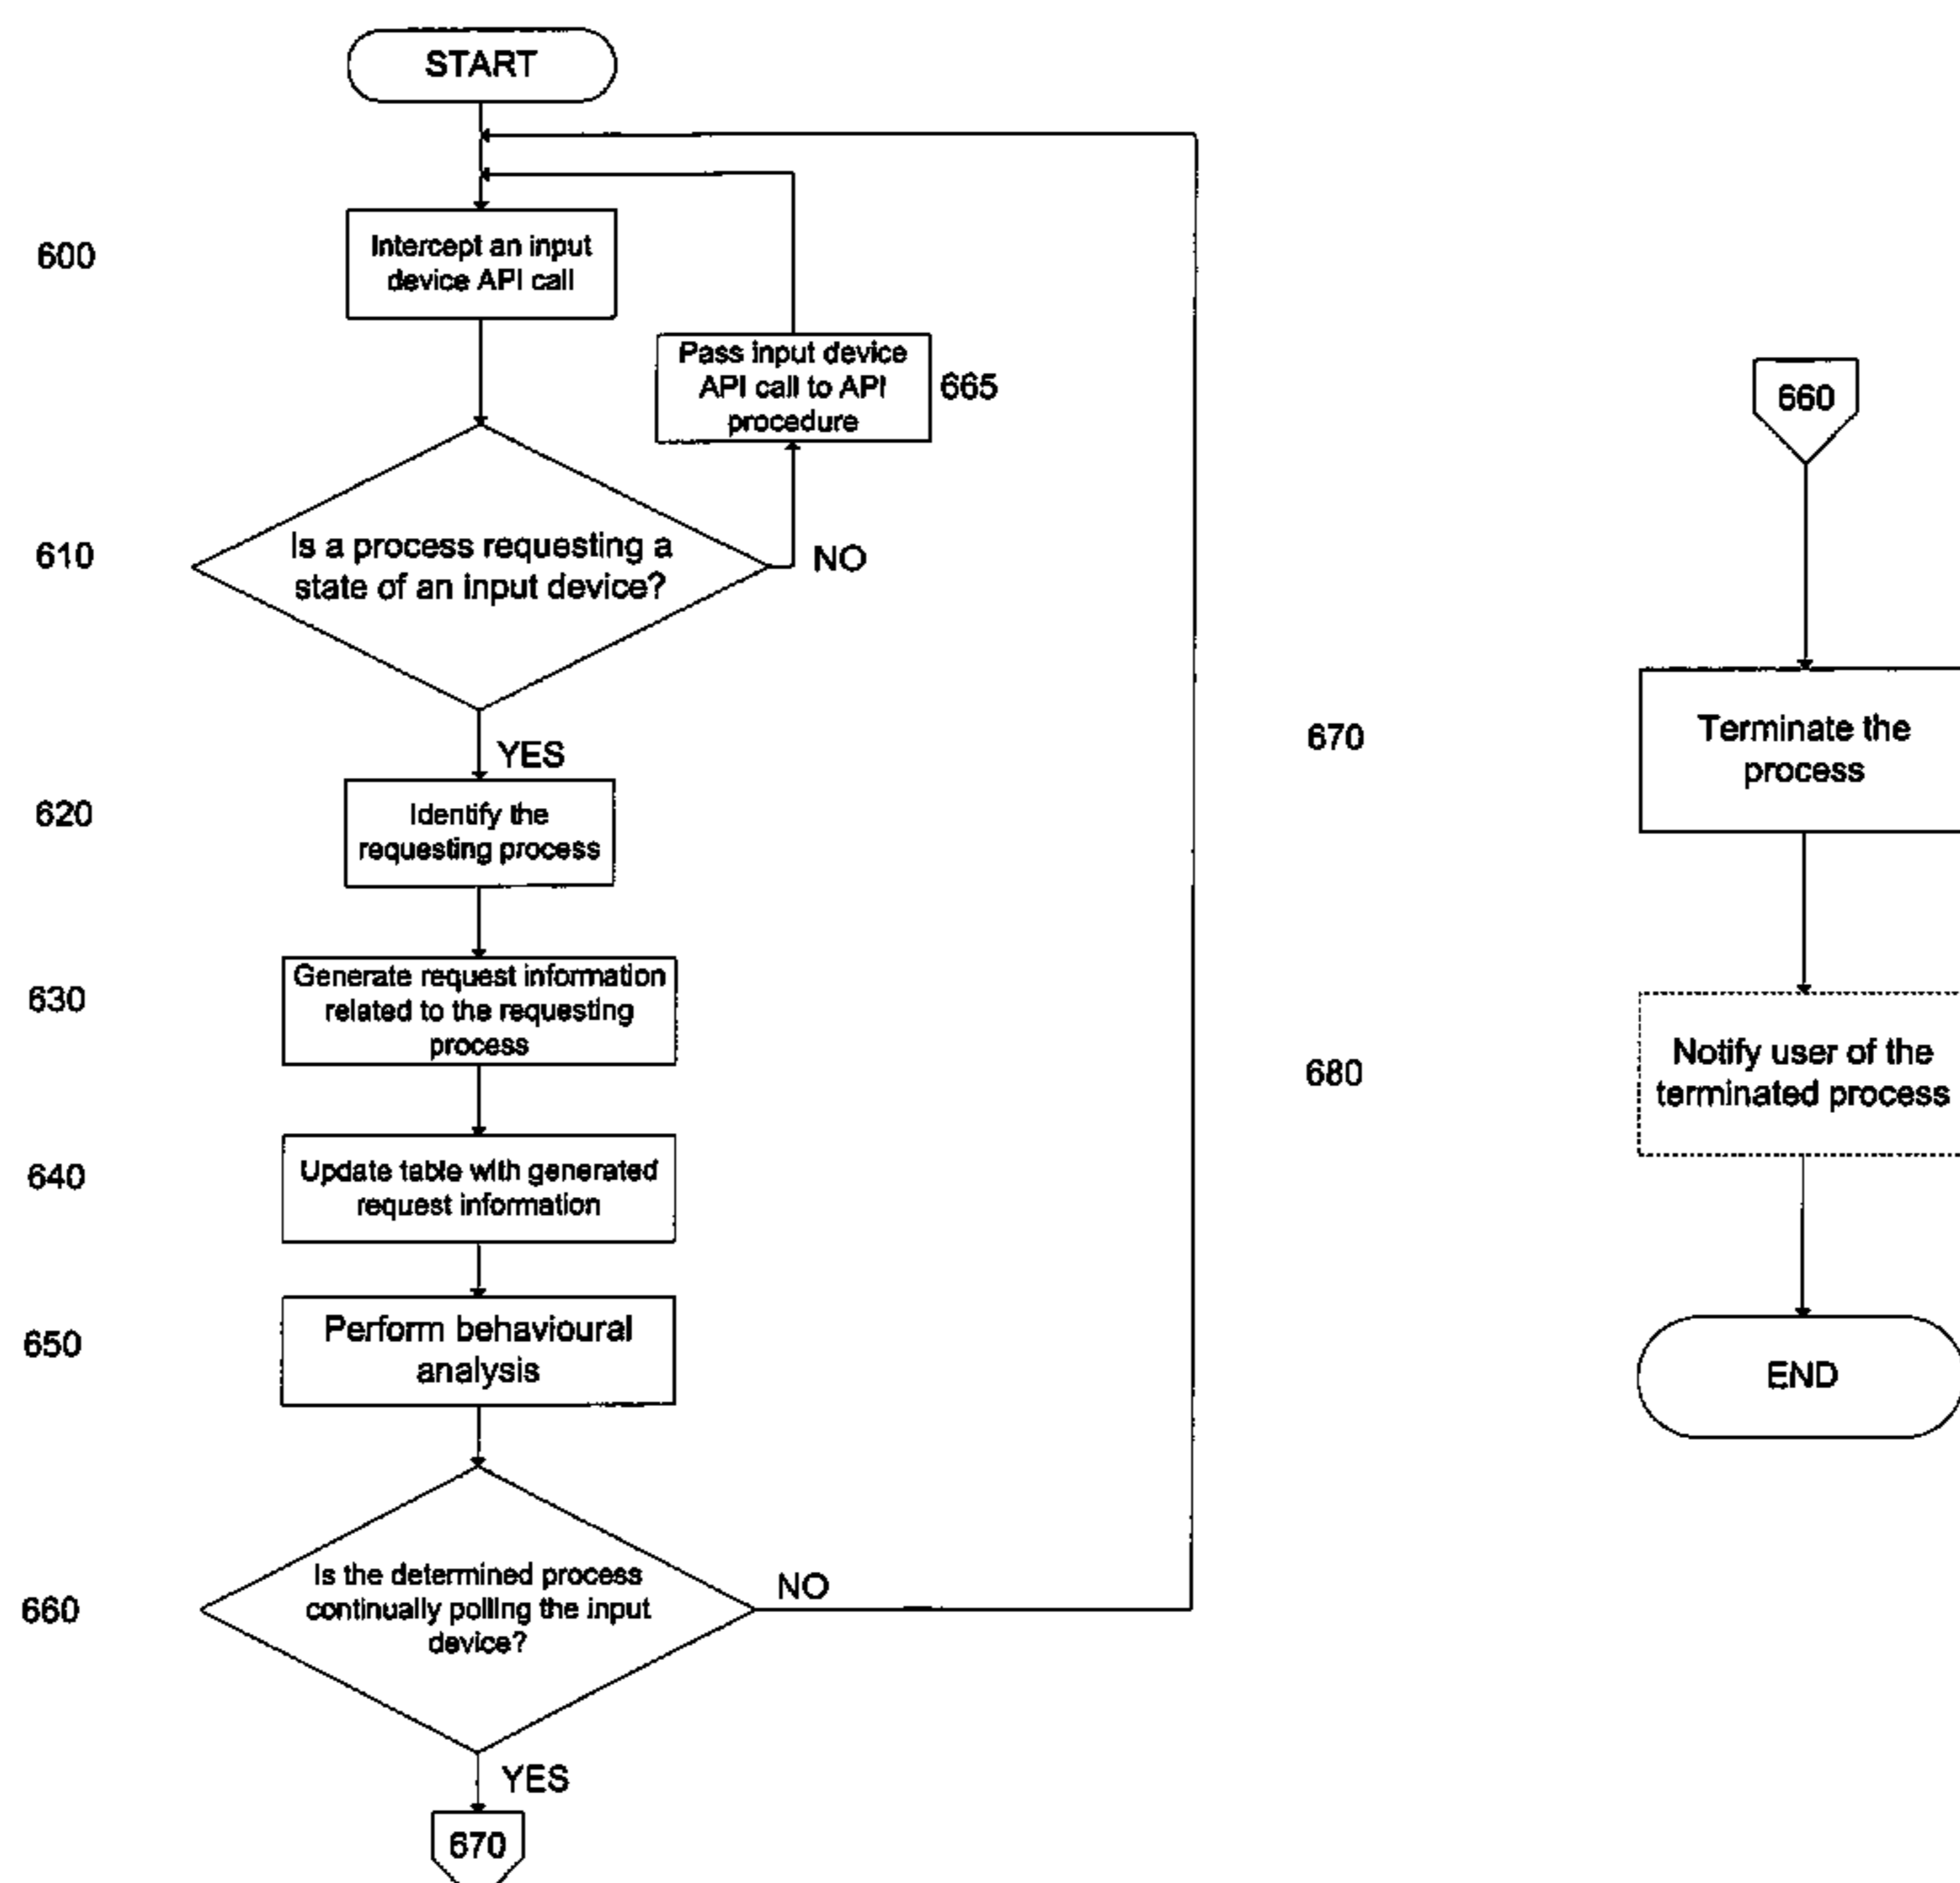 START
600
Intercept an input
device API call
Pass input device
API call to API
procedure
665
610
Is a process requesting a
state of an input device?
NO
YES
620
Identify the
requesting process
630
Generate request information
related to the requesting
process
640
Update table with generated
request information
650
Perform behavioural
analysis
660
Is the determined process
continually polling the input
device?
NO
YES
670
660
670
Terminate the
process
680
Notify user of the
terminated process
END